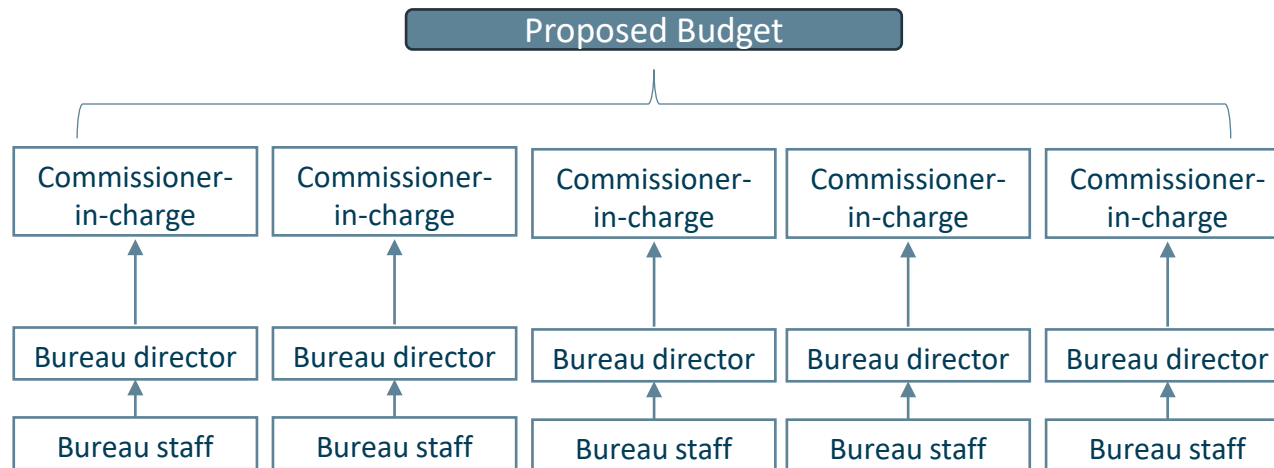 Proposed Budget
Commissioner-
in-charge
Commissioner-
in-charge
Commissioner-
in-charge
Commissioner-
in-charge
Commissioner-
in-charge
Bureau director
Bureau director
Bureau director
Bureau director
Bureau director
Bureau staff
Bureau staff
Bureau staff
Bureau staff
Bureau staff